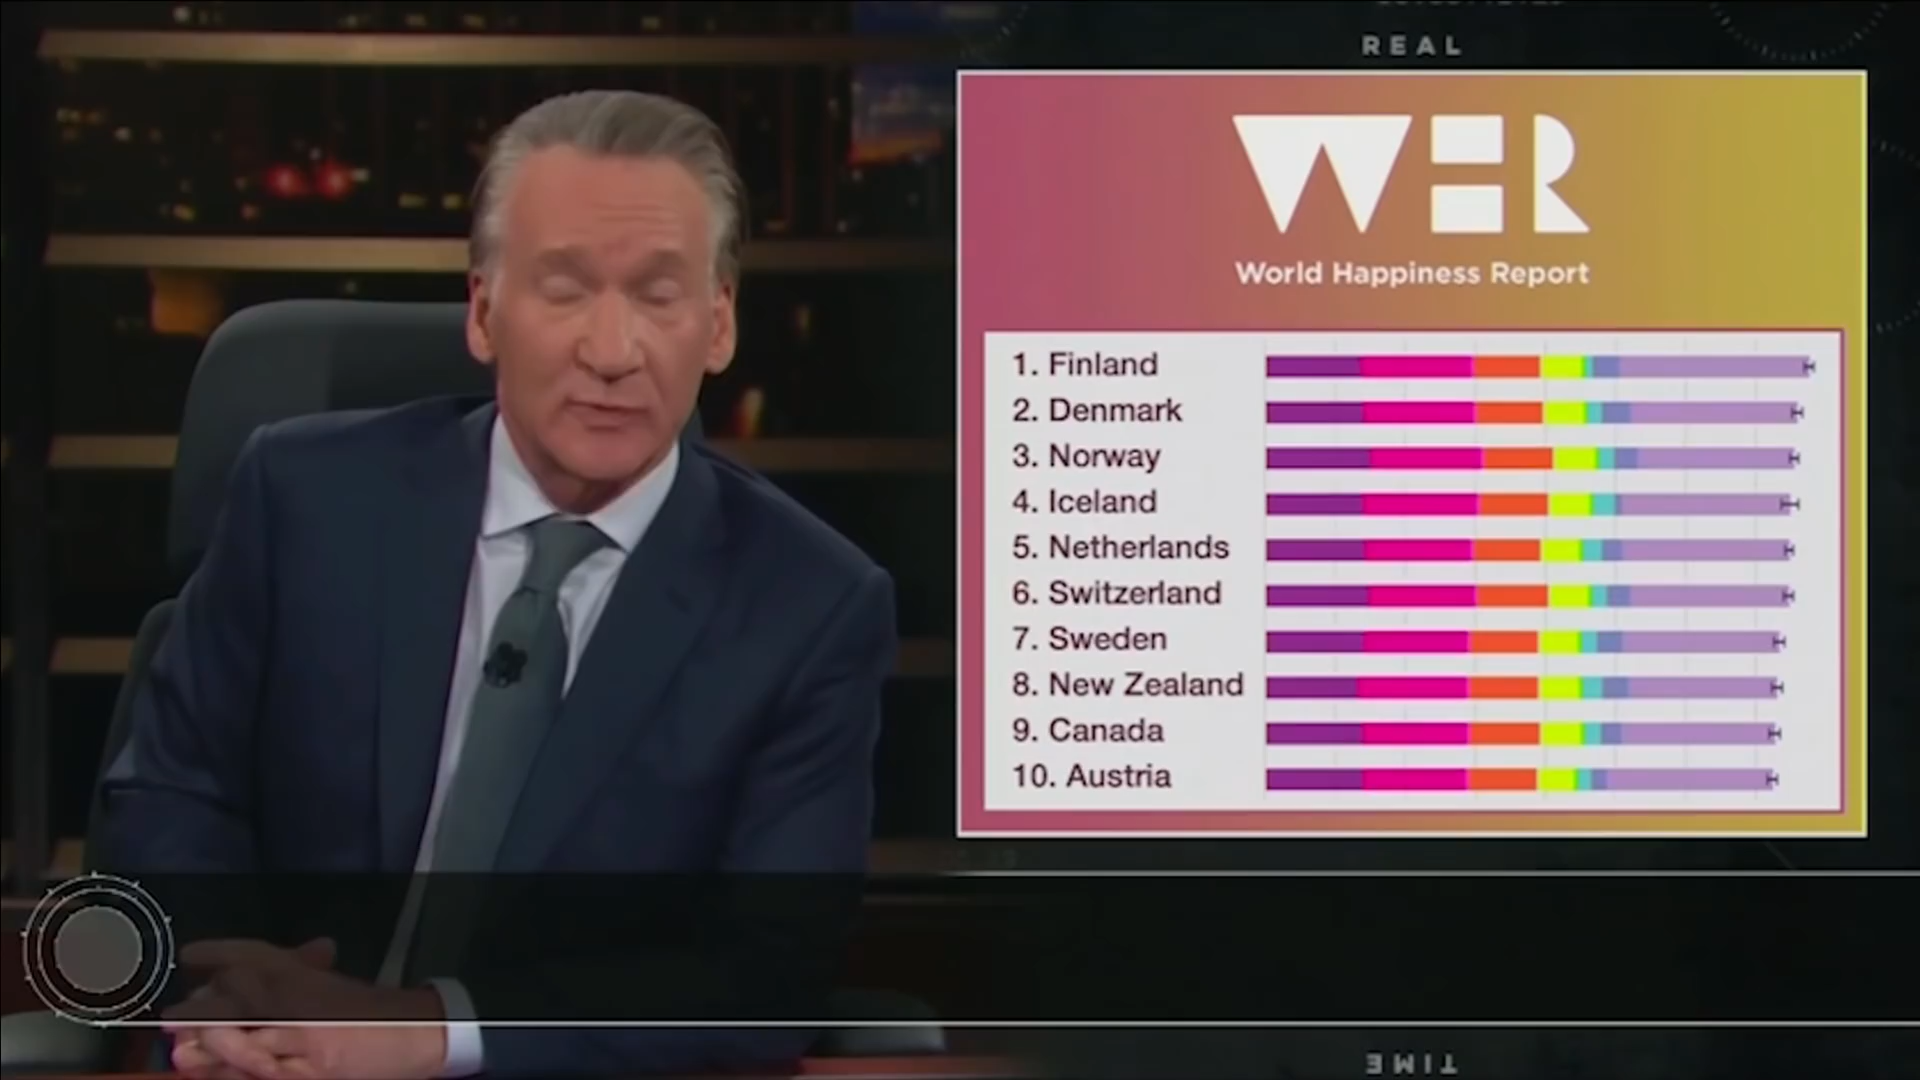 REAL
WHR
World Happiness Report
1. Finland
2. Denmark
3. Norway
4. Iceland
5. Netherlands
6. Switzerland
7. Sweden
8. New Zealand
9. Canada
10. Austria
TIME